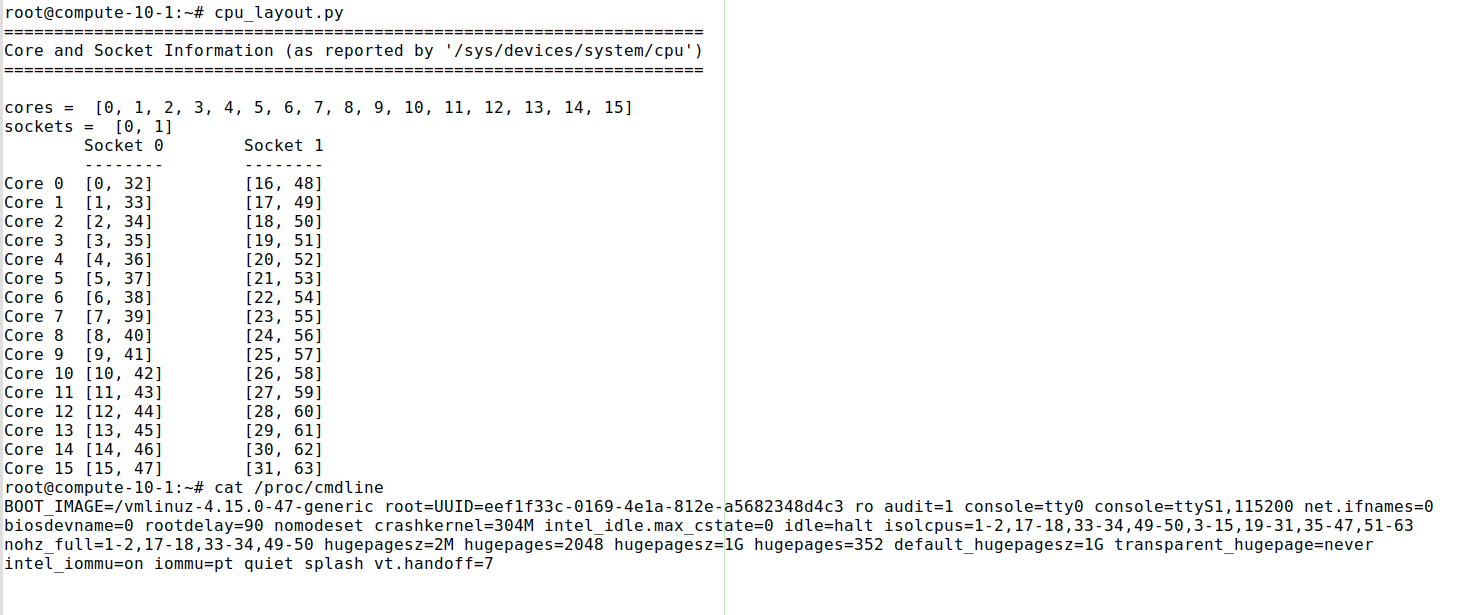 root@compute-10-1:~# cpu_layout.py
======================================================================
Core and Socket Information (as reported by '/sys/devices/system/cpu')
======================================================================
cores =  [0, 1, 2, 3, 4, 5, 6, 7, 8, 9, 10, 11, 12, 13, 14, 15]
sockets =  [0, 1]
        Socket 0        Socket 1
        --------        --------
Core 0  [0, 32]         [16, 48]
Core 1  [1, 33]         [17, 49]
Core 2  [2, 34]         [18, 50]
Core 3  [3, 35]         [19, 51]
Core 4  [4, 36]         [20, 52]
Core 5  [5, 37]         [21, 53]
Core 6  [6, 38]         [22, 54]
Core 7  [7, 39]         [23, 55]
Core 8  [8, 40]         [24, 56]
Core 9  [9, 41]         [25, 57]
Core 10 [10, 42]        [26, 58]
Core 11 [11, 43]        [27, 59]
Core 12 [12, 44]        [28, 60]
Core 13 [13, 45]        [29, 61]
Core 14 [14, 46]        [30, 62]
Core 15 [15, 47]        [31, 63]
root@compute-10-1:~# cat /proc/cmdline
BOOT_IMAGE=/vmlinuz-4.15.0-47-generic root=UUID=eef1f33c-0169-4e1a-812e-a5682348d4c3 ro audit=1 console=tty0 console=ttyS1,115200 net.ifnames=0
biosdevname=0 rootdelay=90 nomodeset crashkernel=304M intel_idle.max_cstate=0 idle=halt isolcpus=1-2,17-18,33-34,49-50,3-15,19-31,35-47,51-63
nohz_full=1-2,17-18,33-34,49-50 hugepagesz=2M hugepages=2048 hugepagesz=1G hugepages=352 default_hugepagesz=1G transparent_hugepage=never
intel_iommu=on iommu=pt quiet splash vt.handoff=7